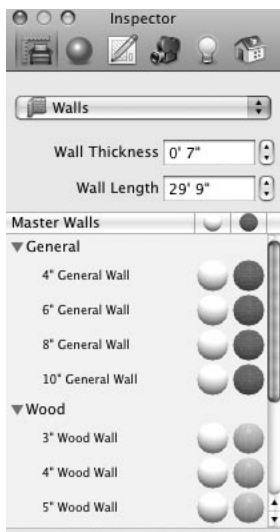 Inspector
Walls
Wall Thickness 0' 7"
Wall Length 29' 9"
Master Walls
General
4" General Wall
6" General Wall
8" General Wall
10" General Wall
Wood
3" Wood Wall
4" Wood Wall
5" Wood Wall